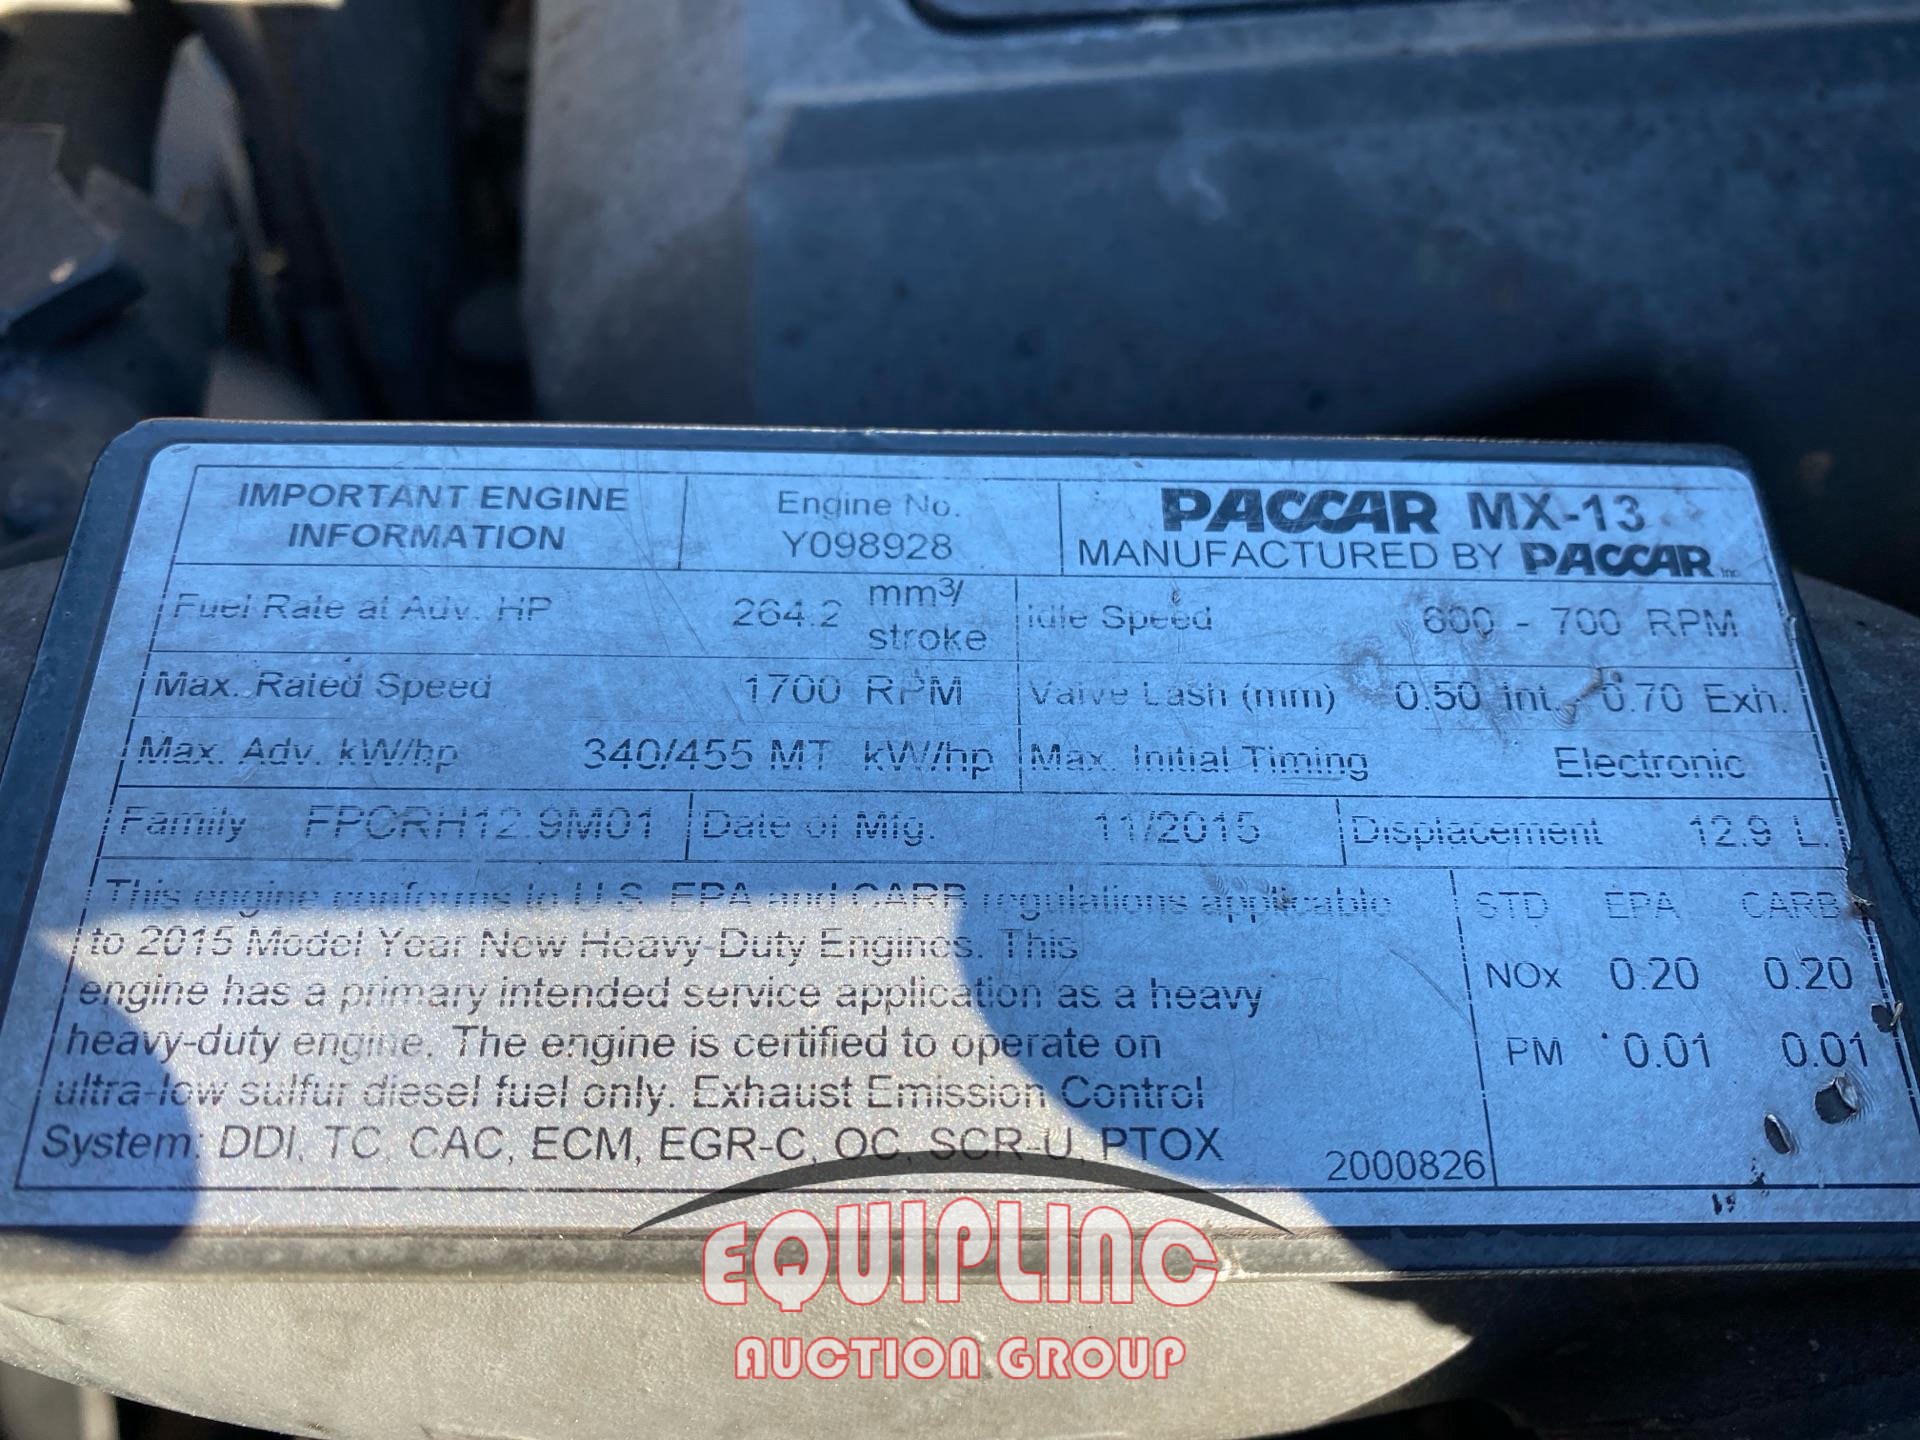 IMPORTANT ENGINE
INFORMATION
Engine No.
Y098928
PACCAR MX-13
MANUFACTURED BY PACCAR Inc
Fuel Rate at Adv. HP 264.2 mm3/
stroke
Idle Speed 600 - 700 RPM
Max. Rated Speed 1700 RPM
Valve Lash (mm) 0.50 Int. 0.70 Exh.
Max. Adv. kW/hp 340/455 MT kW/hp
Max. Initial Timing Electronic
Family FPCRH12.9M01
Date of Mfg. 11/2015
Displacement 12.9 L.
This engine conforms to U.S. EPA and CARB regulations applicable
to 2015 Model Year New Heavy-Duty Engines. This
engine has a primary intended service application as a heavy
heavy-duty engine. The engine is certified to operate on
ultra-low sulfur diesel fuel only. Exhaust Emission Control
System: DDI, TC, CAC, ECM, EGR-C, OC, SCR-U, PTOX
2000826
STD EPA CARB
NOx 0.20 0.20
PM 0.01 0.01
EQUIPLINC
AUCTION GROUP